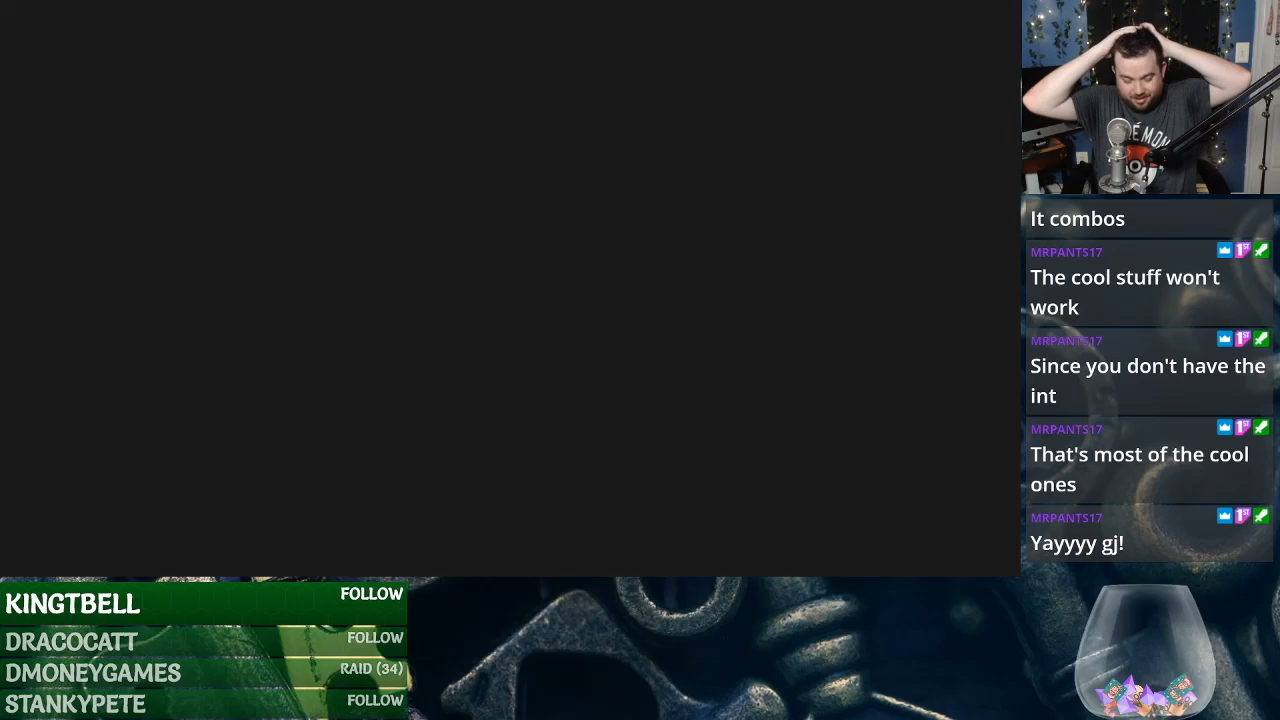 ÉMON
It combos
MRPANTS17
The cool stuff won't
work
MRPANTS17
Since you don't have the
int
MRPANTS17
That's most of the cool
ones
MRPANTS17
Yayyyy gj!
KINGTBELL FOLLOW
DRACOCATT FOLLOW
DMONEYGAMES RAID (34)
STANKYPETE FOLLOW